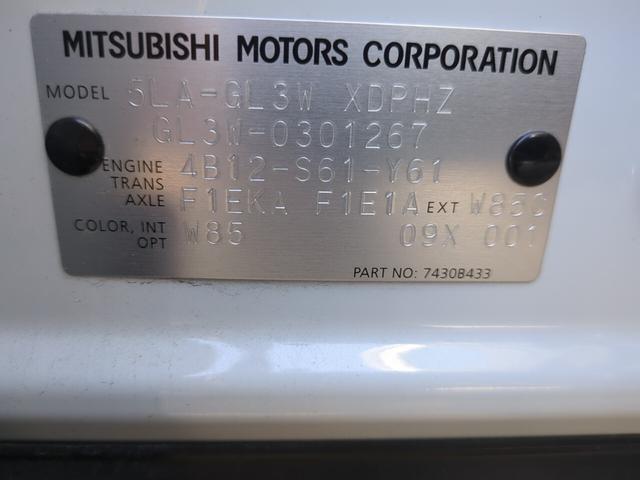 MITSUBISHI MOTORS CORPORATION
MODEL 5LA-GL3W XDPHZ
GL3W-0301267
ENGINE 4B12-S61-Y61
TRANS
AXLE F1EKA F1E1A EXT W85C
COLOR, INT W85 09X 001
OPT
PART NO: 7430B433